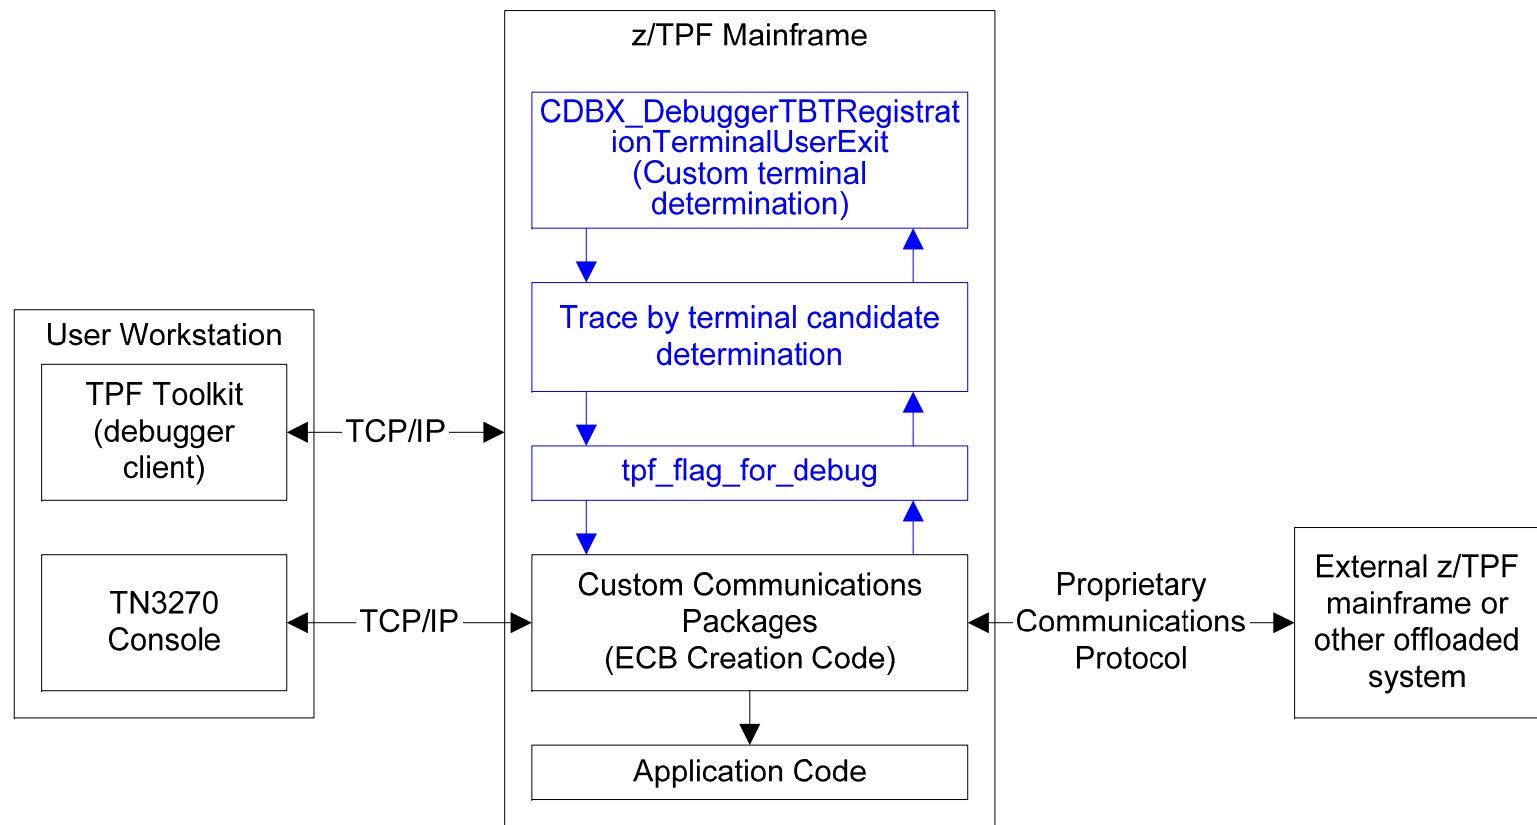 z/TPF Mainframe
CDBX_DebuggerTBTRegistrat
ionTerminalUserExit
(Custom terminal
determination)
Trace by terminal candidate
determination
tpf_flag_for_debug
User Workstation
TPF Toolkit
(debugger
client)
TCP/IP
TN3270
Console
TCP/IP
Custom Communications
Packages
(ECB Creation Code)
Proprietary
Communications
Protocol
External z/TPF
mainframe or
other offloaded
system
Application Code